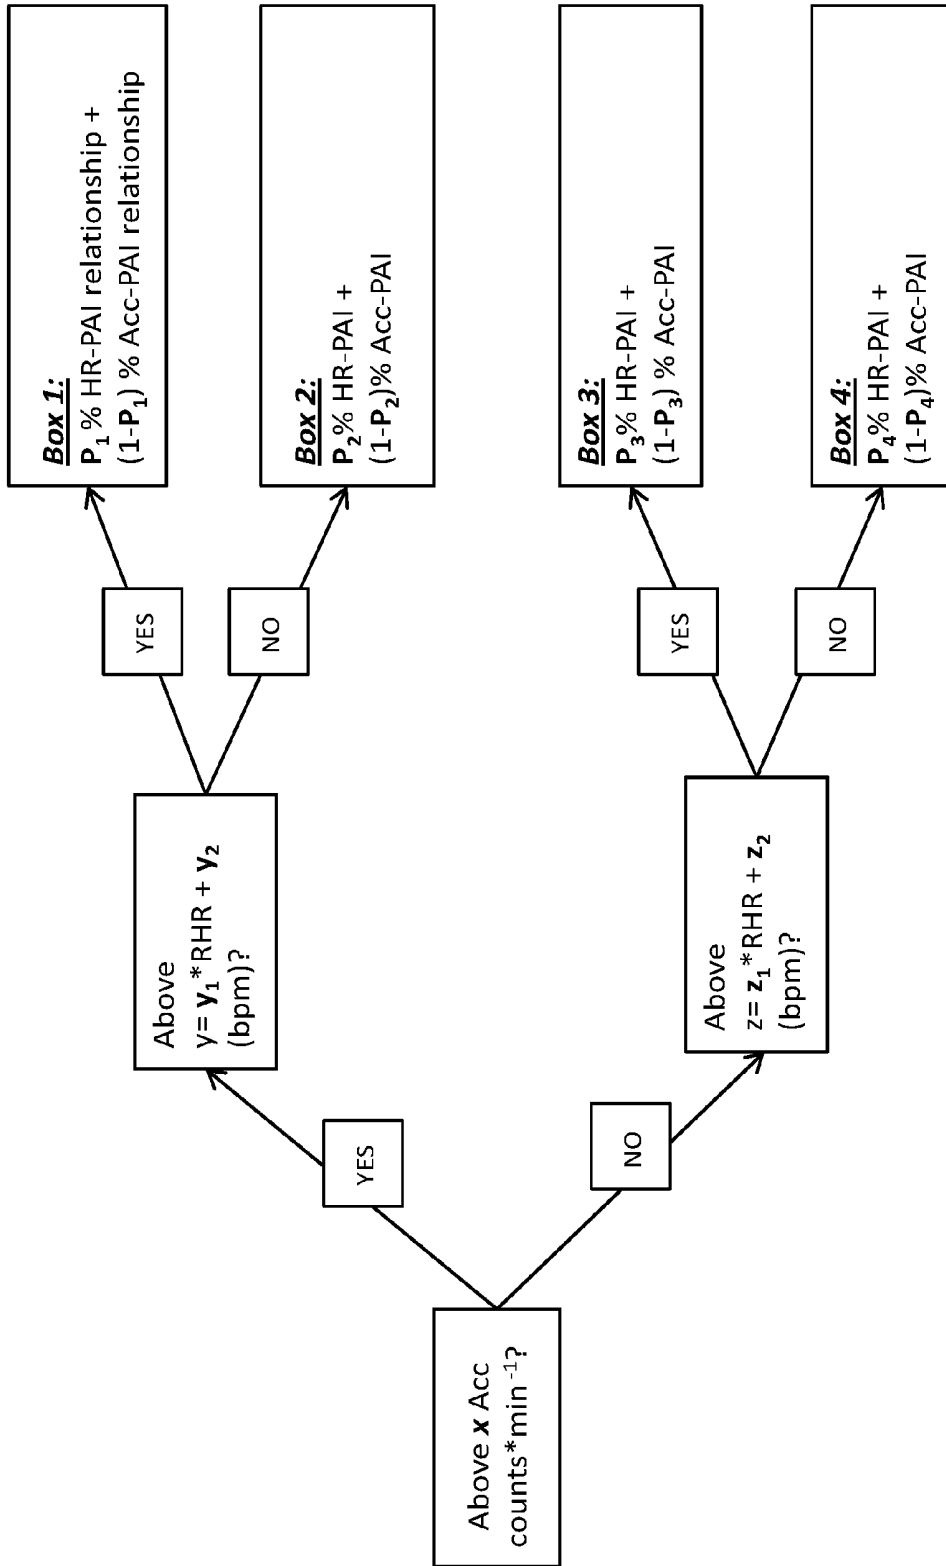 Above x Acc
counts*min⁻¹?
YES
NO
Above
y= y₁*RHR + y₂
(bpm)?
Above
z= z₁*RHR + z₂
(bpm)?
YES
NO
YES
NO
Box 1:
P₁% HR-PAI relationship +
(1-P₁) % Acc-PAI relationship
Box 2:
P₂% HR-PAI +
(1-P₂)% Acc-PAI
Box 3:
P₃% HR-PAI +
(1-P₃) % Acc-PAI
Box 4:
P₄% HR-PAI +
(1-P₄)% Acc-PAI